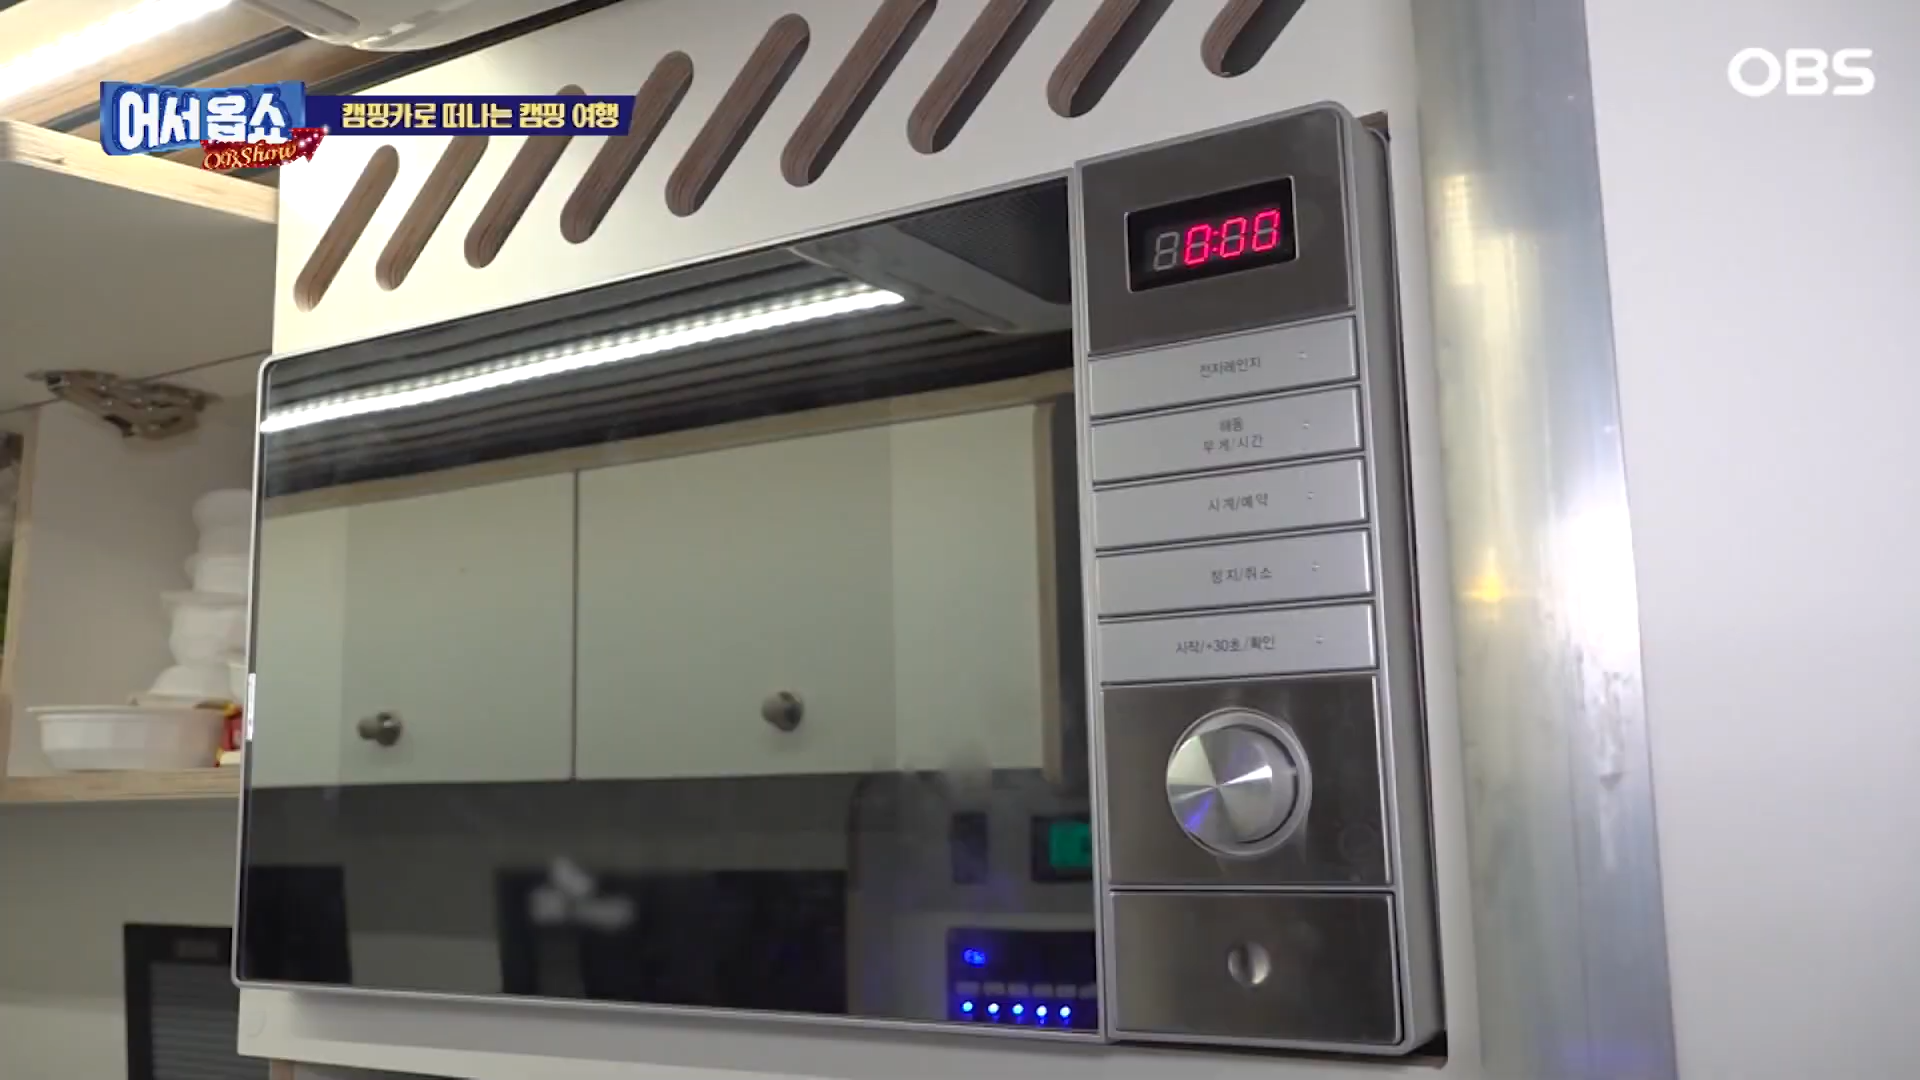 어서옵쇼
OBShow
캠핑카로 떠나는 캠핑 여행
OBS
0:00
전자레인지
해동
무게/시간
시계/예약
정지/취소
시작/+30초/확인